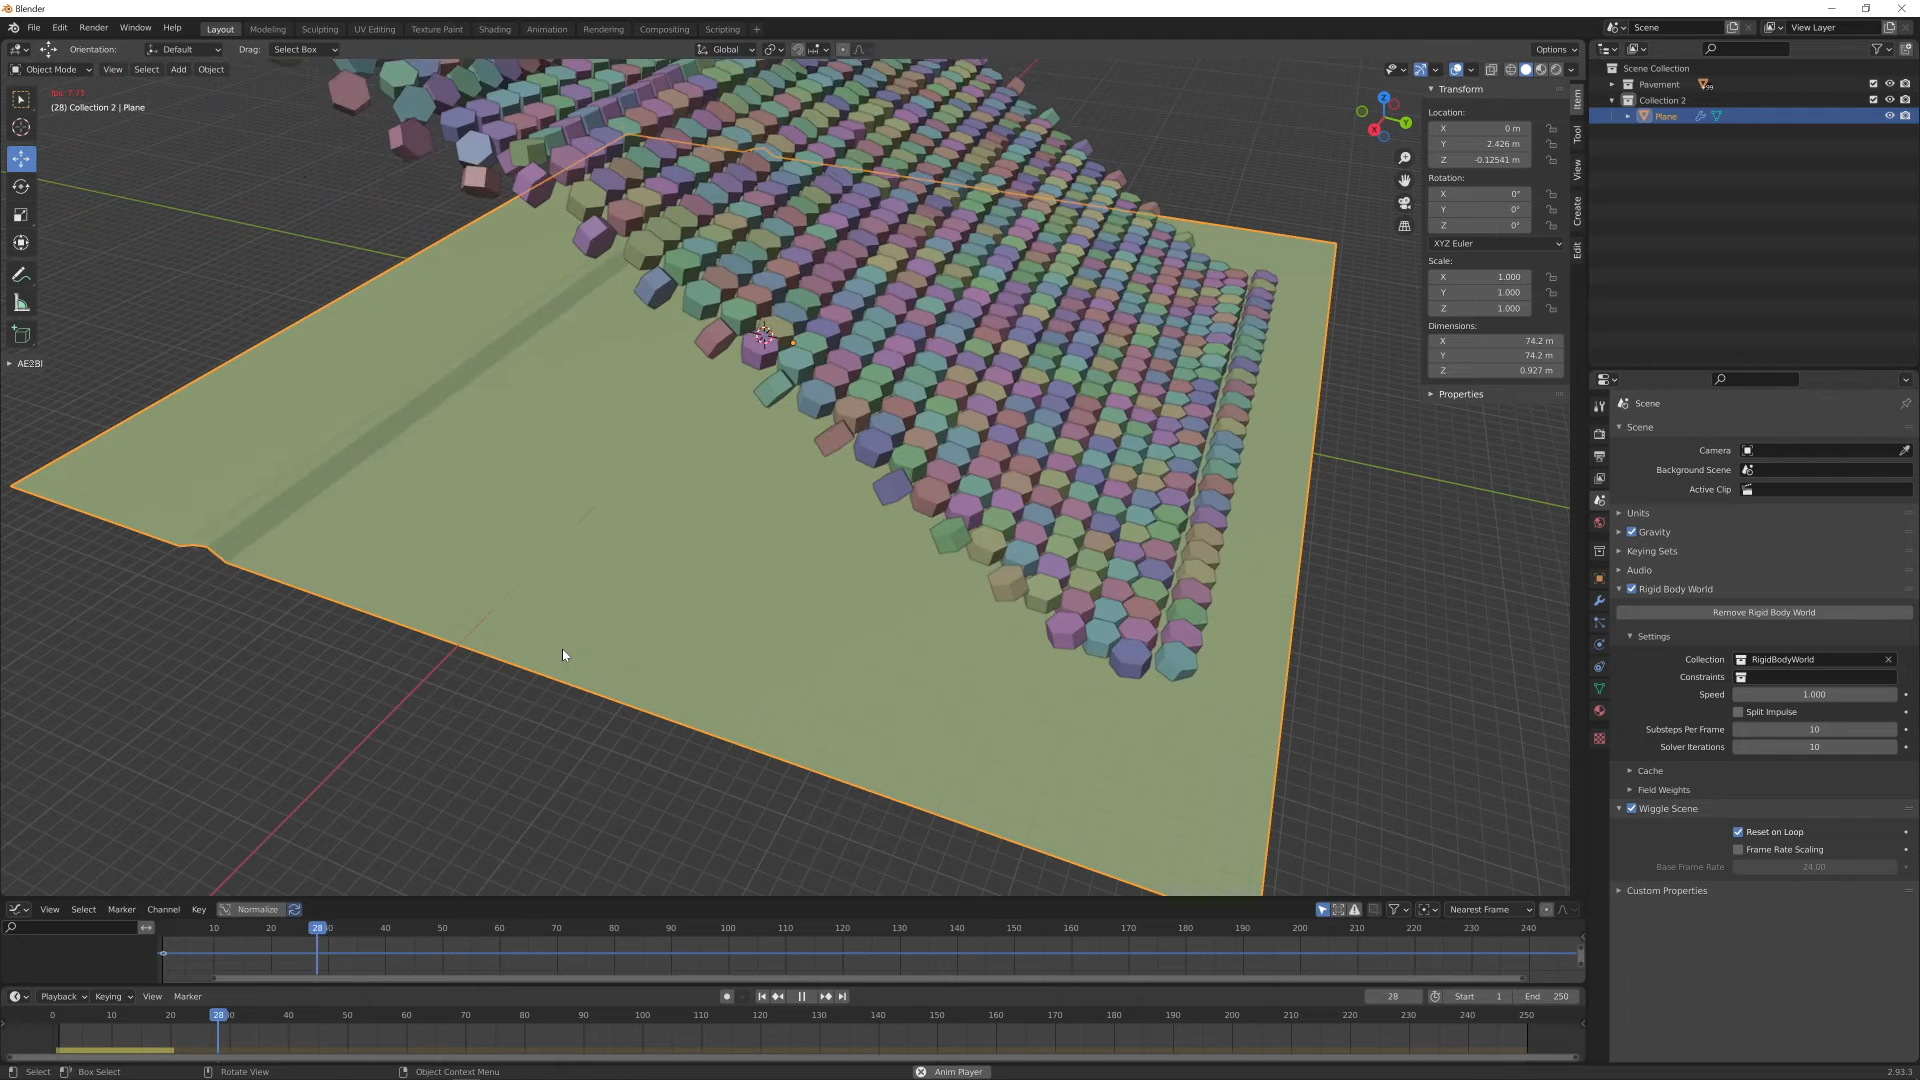 Blender
File Edit Render Window Help
Layout Modeling Sculpting UV Editing Texture Paint Shading Animation Rendering Compositing Scripting +
Scene
View Layer
Orientation: Default Drag: Select Box
Global
Options
Object Mode View Select Add Object
fps: 7.71
(28) Collection 2 | Plane
AE2BI
Z
Y
X
Transform
Location:
X 0 m
Y 2.426 m
Z -0.12541 m
Rotation:
X 0°
Y 0°
Z 0°
XYZ Euler
Scale:
X 1.000
Y 1.000
Z 1.000
Dimensions:
X 74.2 m
Y 74.2 m
Z 0.927 m
Properties
Item
Tool
View
Create
Edit
Scene Collection
Pavement 99
Collection 2
Plane
Scene
Scene
Camera
Background Scene
Active Clip
Units
Gravity
Keying Sets
Audio
Rigid Body World
Remove Rigid Body World
Settings
Collection RigidBodyWorld
Constraints
Speed 1.000
Split Impulse
Substeps Per Frame 10
Solver Iterations 10
Cache
Field Weights
Wiggle Scene
Reset on Loop
Frame Rate Scaling
Base Frame Rate 24.00
Custom Properties
View Select Marker Channel Key Normalize
Nearest Frame
10 20 28 40 50 60 70 80 90 100 110 120 130 140 150 160 170 180 190 200 210 220 230 240
Playback Keying View Marker
28 Start 1 End 250
0 10 20 28 40 50 60 70 80 90 100 110 120 130 140 150 160 170 180 190 200 210 220 230 240 250
Select Box Select Rotate View Object Context Menu Anim Player 2.93.3